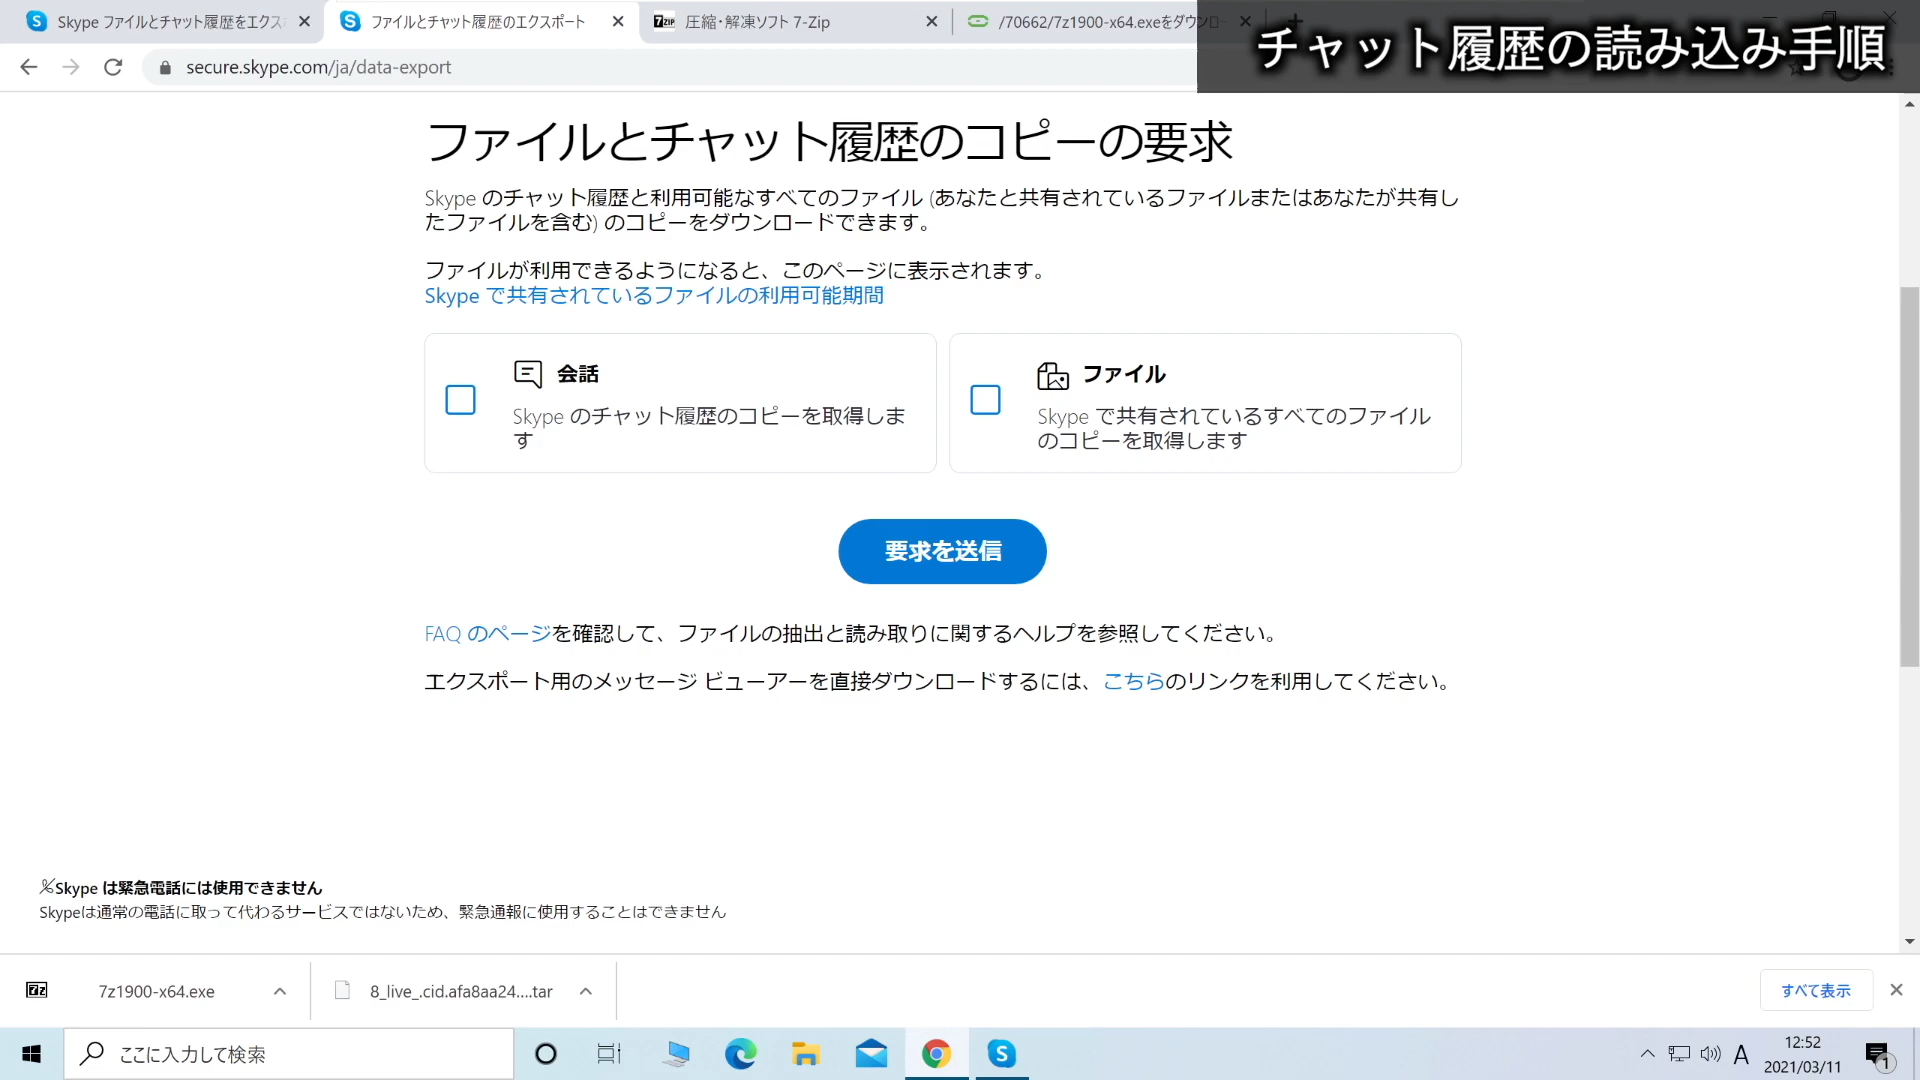 Skype ファイルとチャット履歴をエクス
ファイルとチャット履歴のエクスポート
7ZIP 圧縮・解凍ソフト 7-Zip
/70662/7z1900-x64.exeをダウンロー
チャット履歴の読み込み手順
secure.skype.com/ja/data-export
ファイルとチャット履歴のコピーの要求
Skype のチャット履歴と利用可能なすべてのファイル (あなたと共有されているファイルまたはあなたが共有し
たファイルを含む) のコピーをダウンロードできます。
ファイルが利用できるようになると、このページに表示されます。
Skype で共有されているファイルの利用可能期間
会話
Skype のチャット履歴のコピーを取得しま
す
ファイル
Skype で共有されているすべてのファイル
のコピーを取得します
要求を送信
FAQ のページを確認して、ファイルの抽出と読み取りに関するヘルプを参照してください。
エクスポート用のメッセージ ビューアーを直接ダウンロードするには、こちらのリンクを利用してください。
Skype は緊急電話には使用できません
Skypeは通常の電話に取って代わるサービスではないため、緊急通報に使用することはできません
7z 7z1900-x64.exe
8_live_.cid.afa8aa24....tar
すべて表示
ここに入力して検索
A
12:52
2021/03/11
1